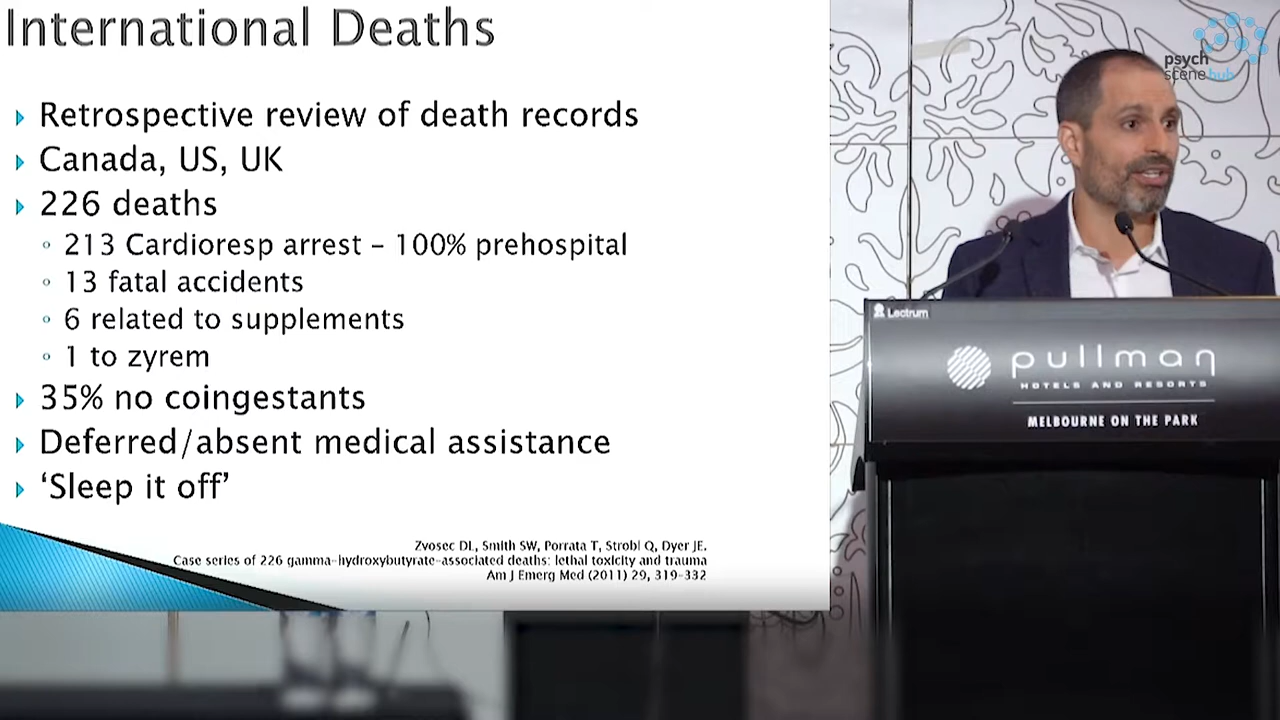 International Deaths
Retrospective review of death records
Canada, US, UK
226 deaths
213 Cardioresp arrest – 100% prehospital
13 fatal accidents
6 related to supplements
1 to zyrem
35% no coingestants
Deferred/absent medical assistance
‘Sleep it off’
Zvosec DL, Smith SW, Porrata T, Strobl Q, Dyer JE.
Case series of 226 gamma-hydroxybutyrate-associated deaths: lethal toxicity and trauma
Am J Emerg Med (2011) 29, 319-332
psych
scene hub
Lectrum
pullman
HOTELS AND RESORTS
MELBOURNE ON THE PARK